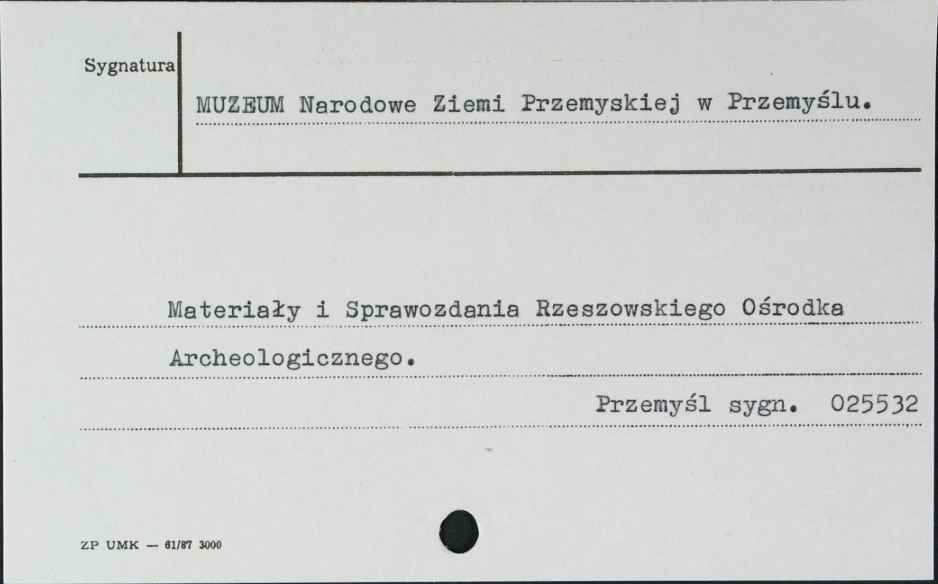 Sygnatura
MUZEUM Narodowe Ziemi Przemyskiej w Przemyślu.
Materiały i Sprawozdania Rzeszowskiego Ośrodka
Archeologicznego.
Przemyśl sygn. 025532
ZP UMK — 61/87 3000